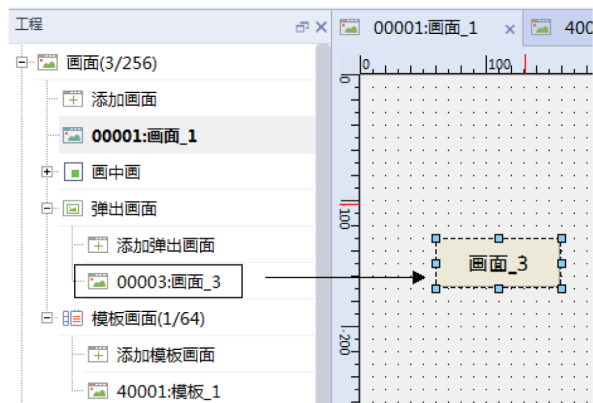 工程
00001:画面_1
400
画面(3/256)
添加画面
00001:画面_1
画中画
弹出画面
添加弹出画面
00003:画面_3
模板画面(1/64)
添加模板画面
40001:模板_1
0
100
0
100
200
画面_3